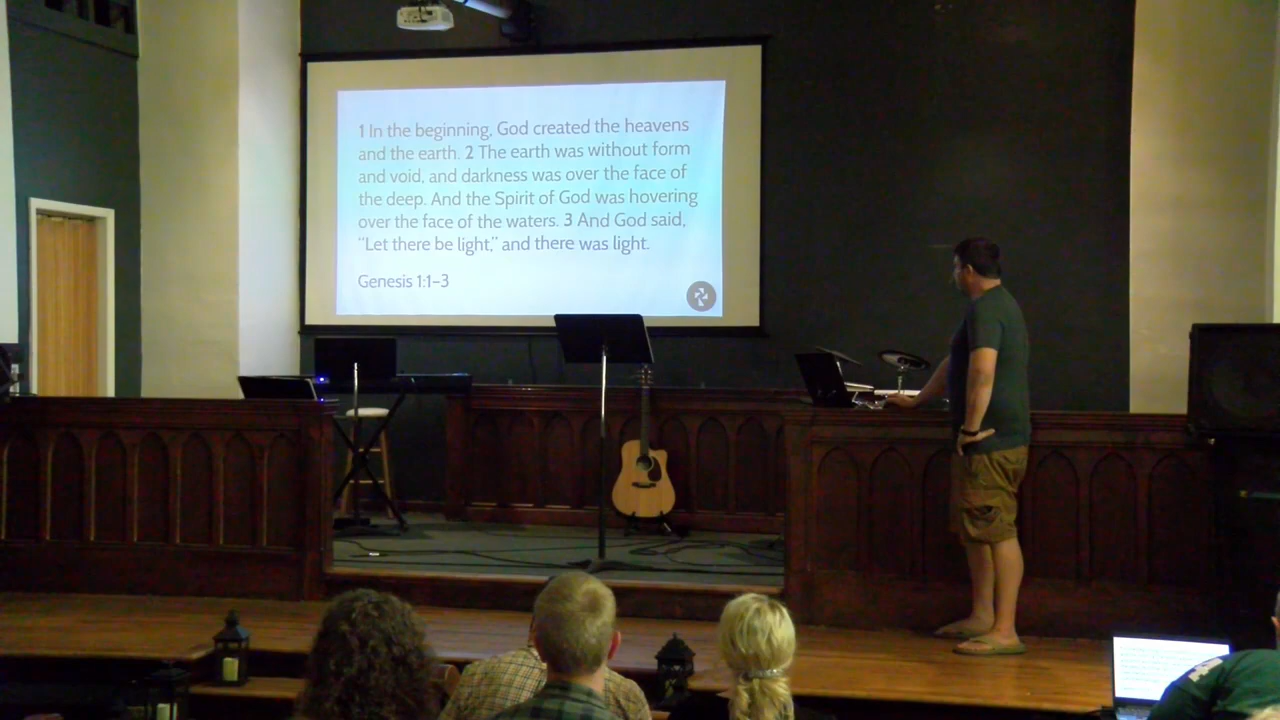 1 In the beginning, God created the heavens
and the earth. 2 The earth was without form
and void, and darkness was over the face of
the deep. And the Spirit of God was hovering
over the face of the waters. 3 And God said,
“Let there be light,” and there was light.
Genesis 1:1–3